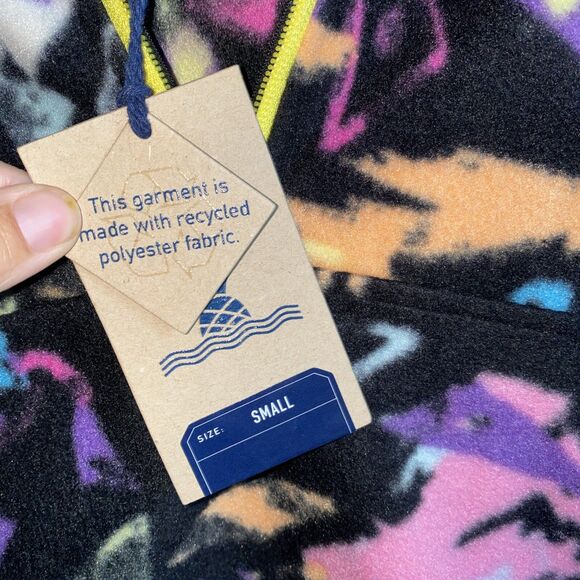 This garment is
made with recycled
polyester fabric.
SIZE: SMALL